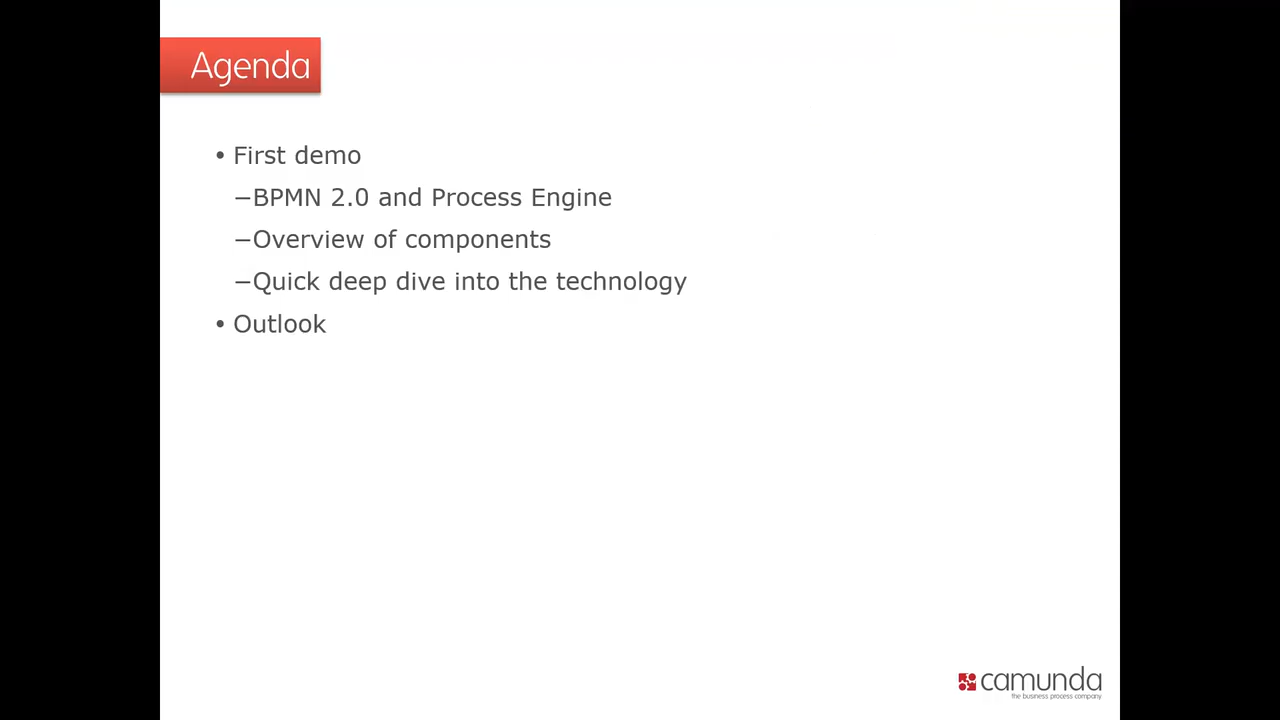 Agenda
• First demo
–BPMN 2.0 and Process Engine
–Overview of components
–Quick deep dive into the technology
• Outlook
camunda
the business process company